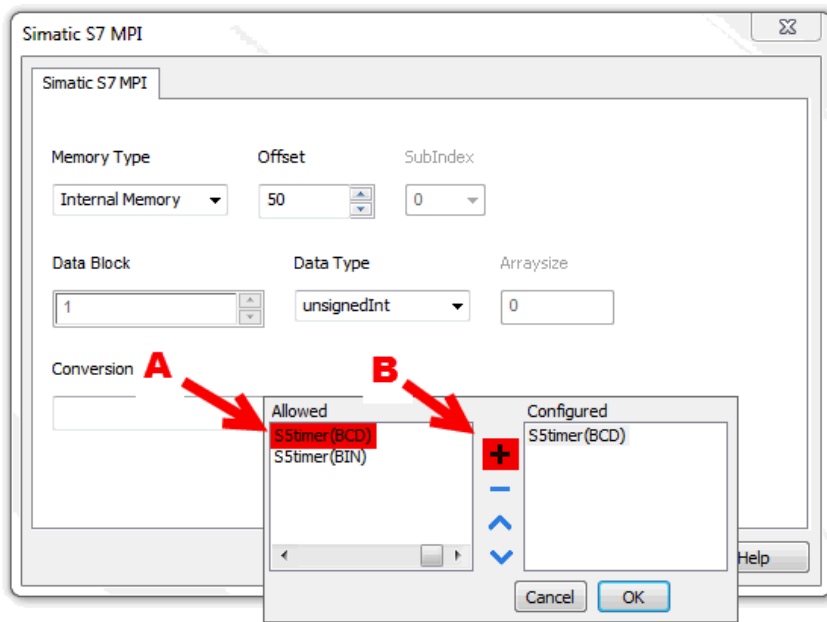 Simatic S7 MPI
Simatic S7 MPI
Memory Type Offset SubIndex
Internal Memory 50 0
Data Block Data Type Arraysize
1 unsignedInt 0
Conversion A B
Allowed Configured
S5timer(BCD) S5timer(BCD)
S5timer(BIN)
Help
Cancel OK